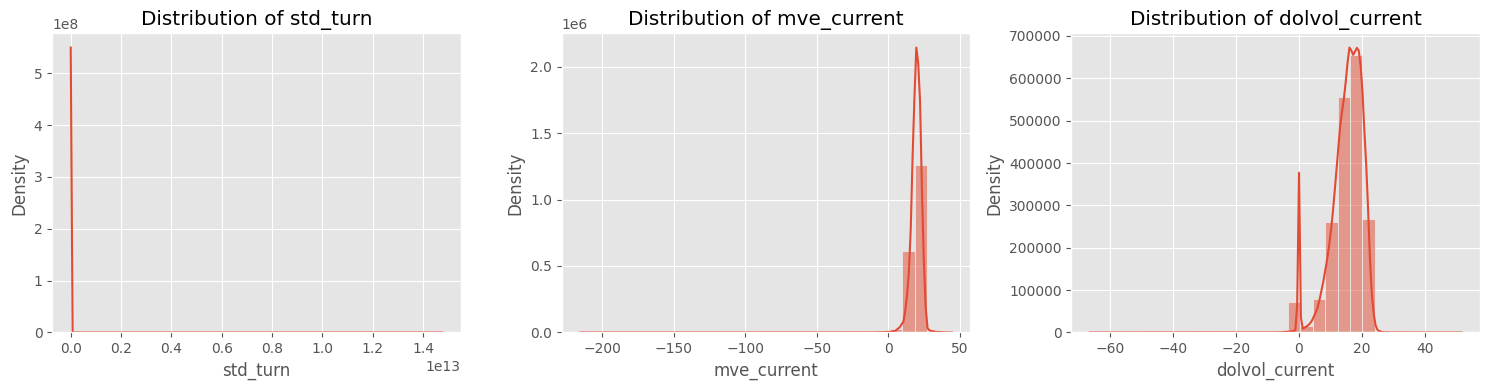 Distribution of std_turn
1e8
5
4
3
2
1
0
Density
0.0 0.2 0.4 0.6 0.8 1.0 1.2 1.4
1e13
std_turn
Distribution of mve_current
1e6
2.0
1.5
1.0
0.5
0.0
Density
−200 −150 −100 −50 0 50
mve_current
Distribution of dolvol_current
700000
600000
500000
400000
300000
200000
100000
0
Density
−60 −40 −20 0 20 40
dolvol_current